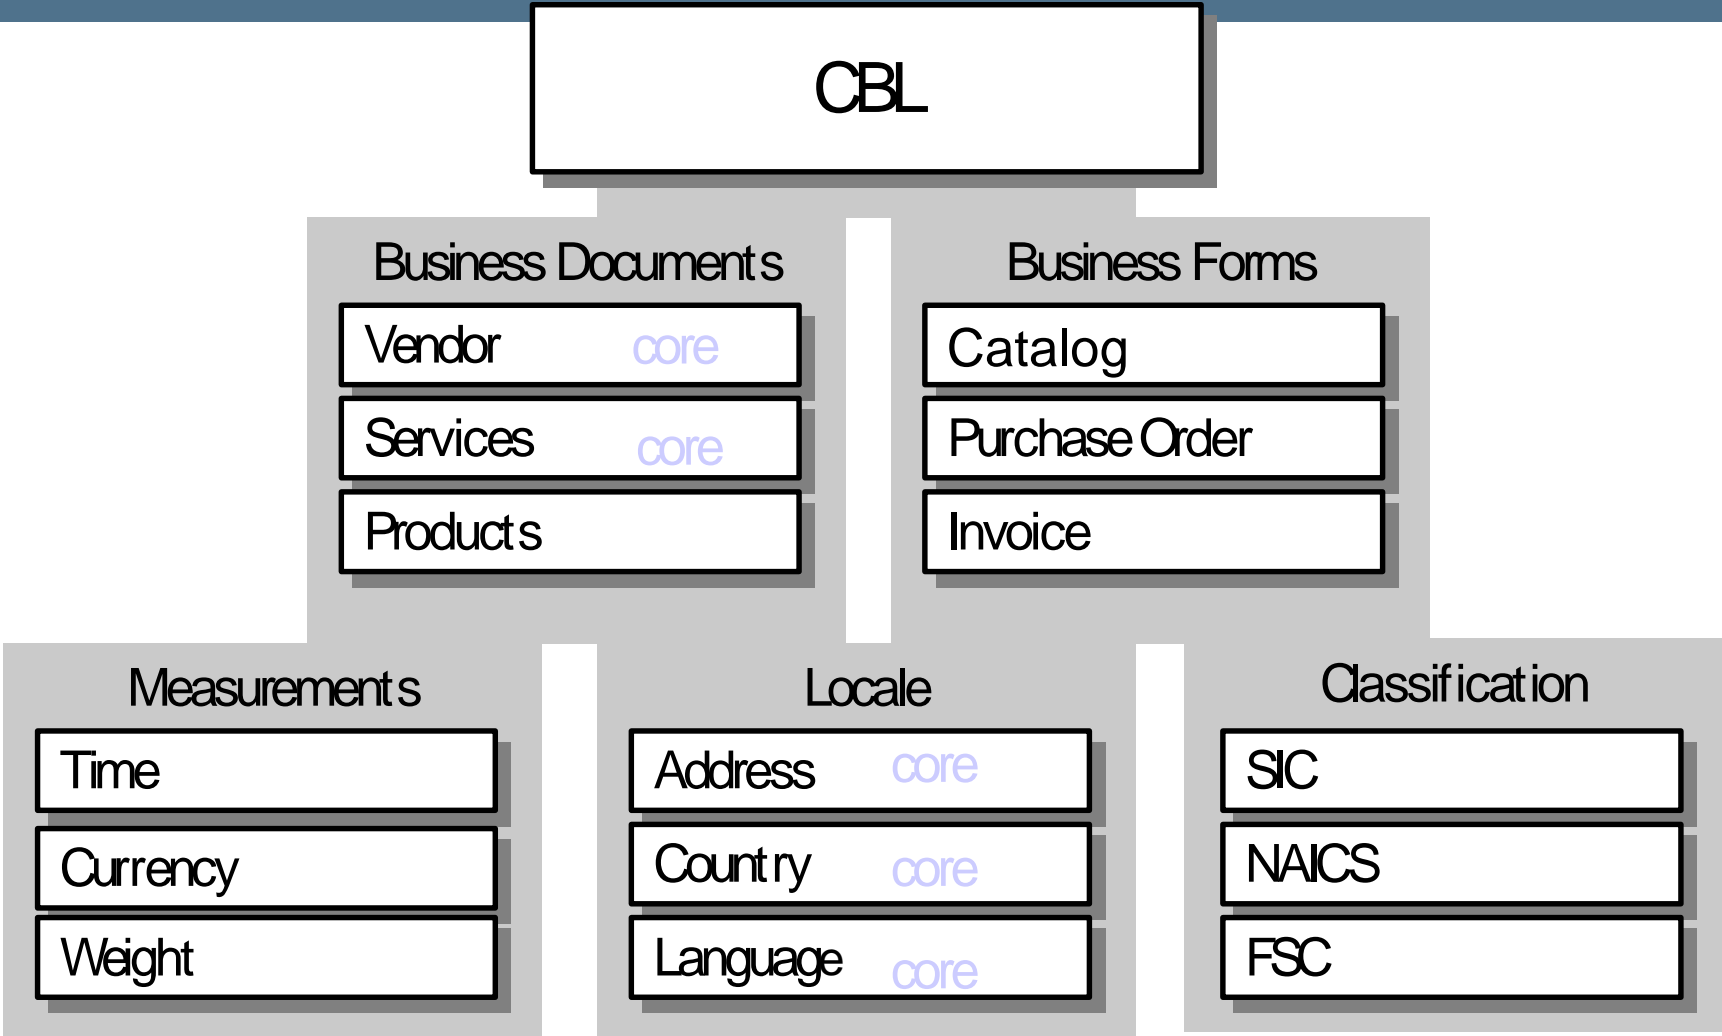 CBL
Business Documents
Vendor core
Services core
Products
Business Forms
Catalog
Purchase Order
Invoice
Measurements
Time
Currency
Weight
Locale
Address core
Country core
Language core
Classification
SIC
NAICS
FSC